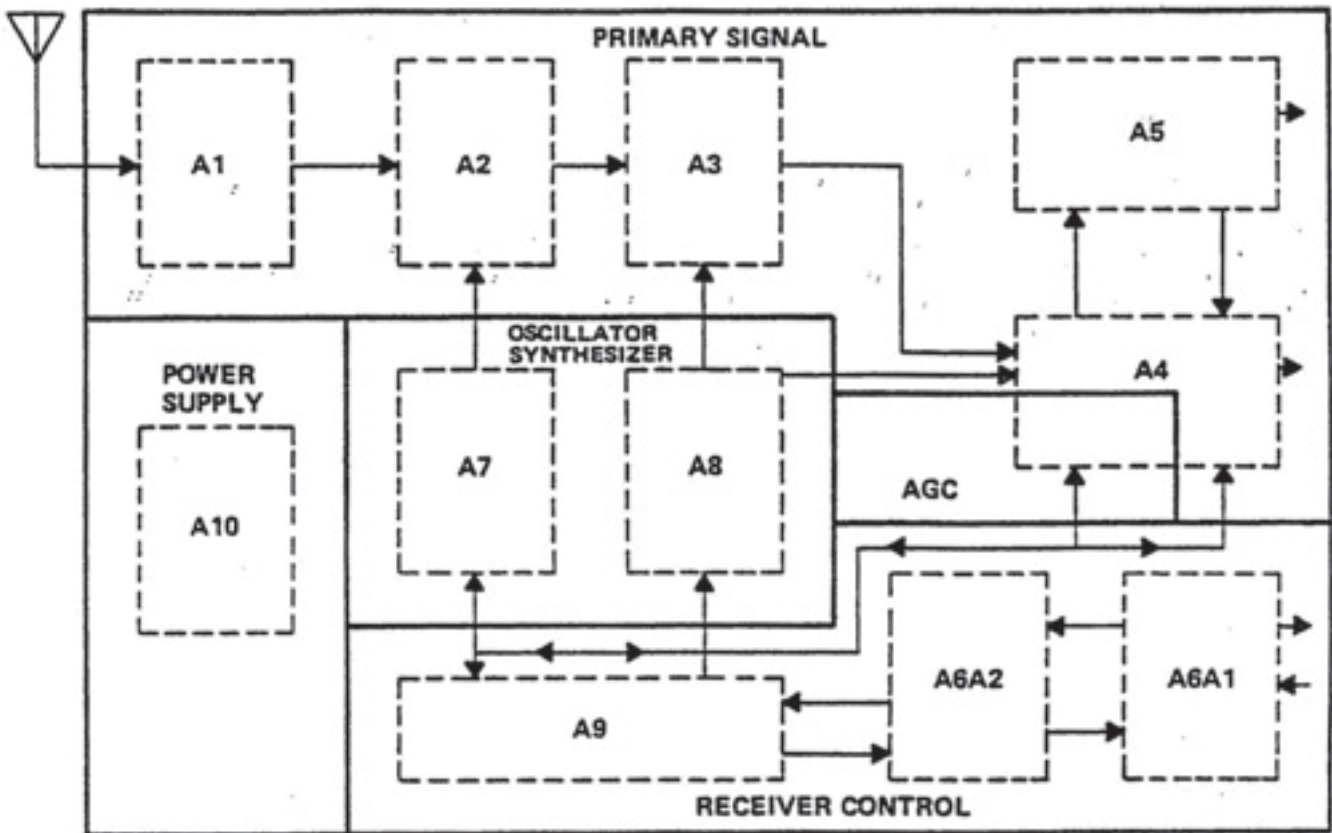 PRIMARY SIGNAL
A1
A2
A3
A5
A4
OSCILLATOR
SYNTHESIZER
POWER
SUPPLY
A7
A8
A10
AGC
A6A2
A6A1
A9
RECEIVER CONTROL